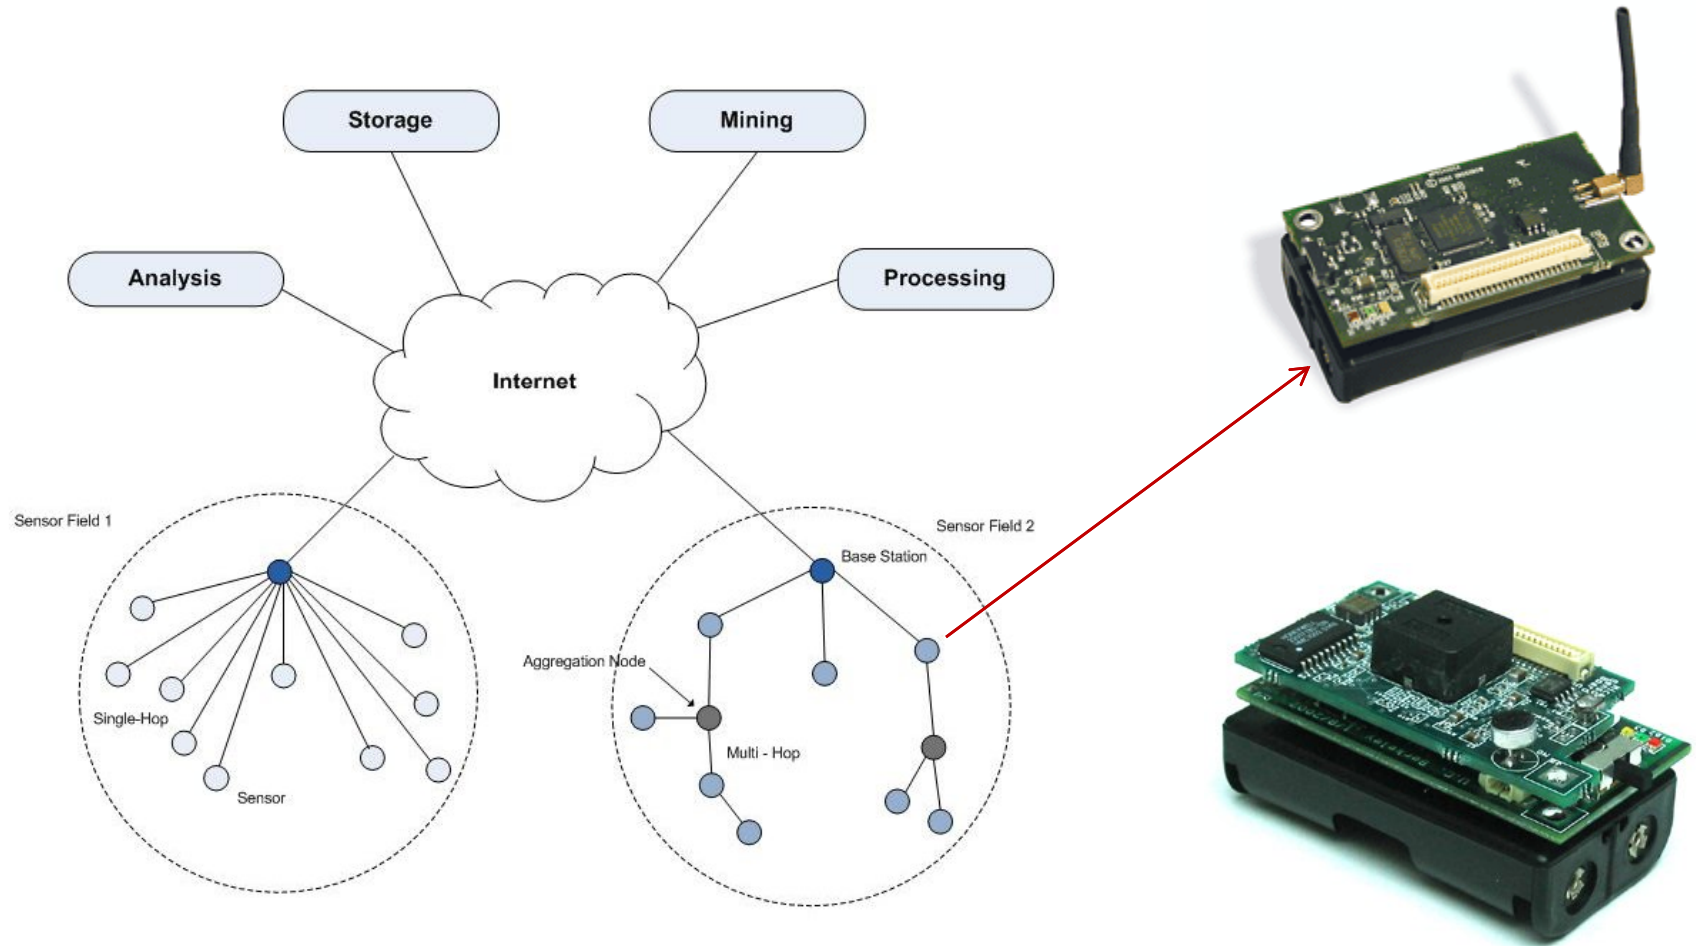 Storage
Mining
Analysis
Processing
Internet
Sensor Field 1
Sensor Field 2
Base Station
Aggregation Node
Single-Hop
Multi - Hop
Sensor